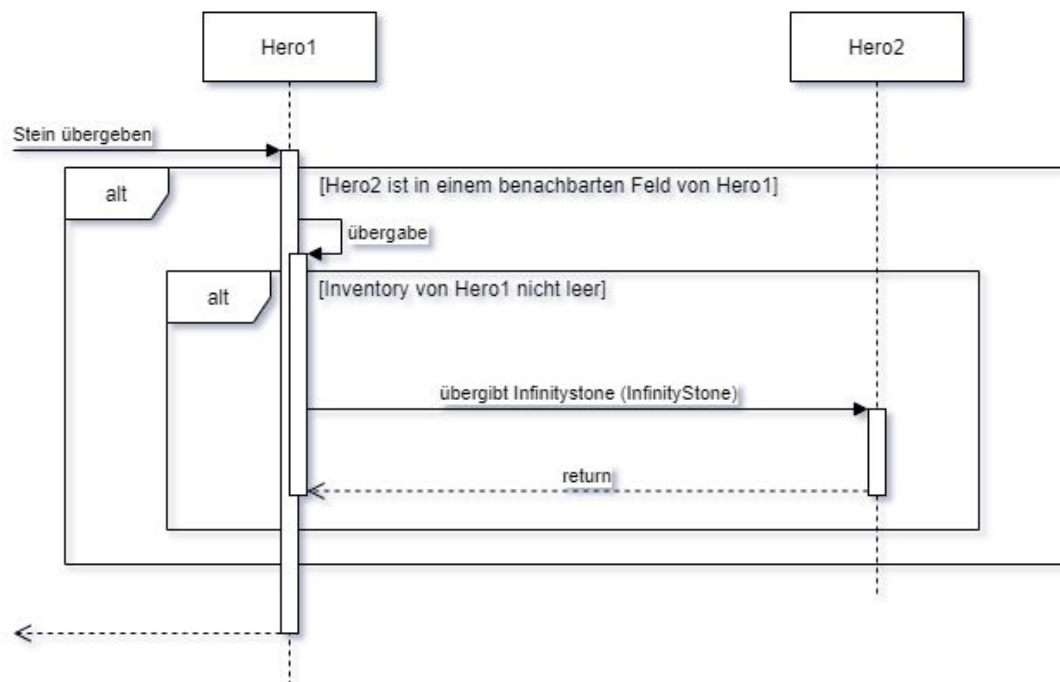 Hero1
Hero2
Stein übergeben
alt
[Hero2 ist in einem benachbarten Feld von Hero1]
übergabe
alt
[Inventory von Hero1 nicht leer]
übergibt Infinitystone (InfinityStone)
return